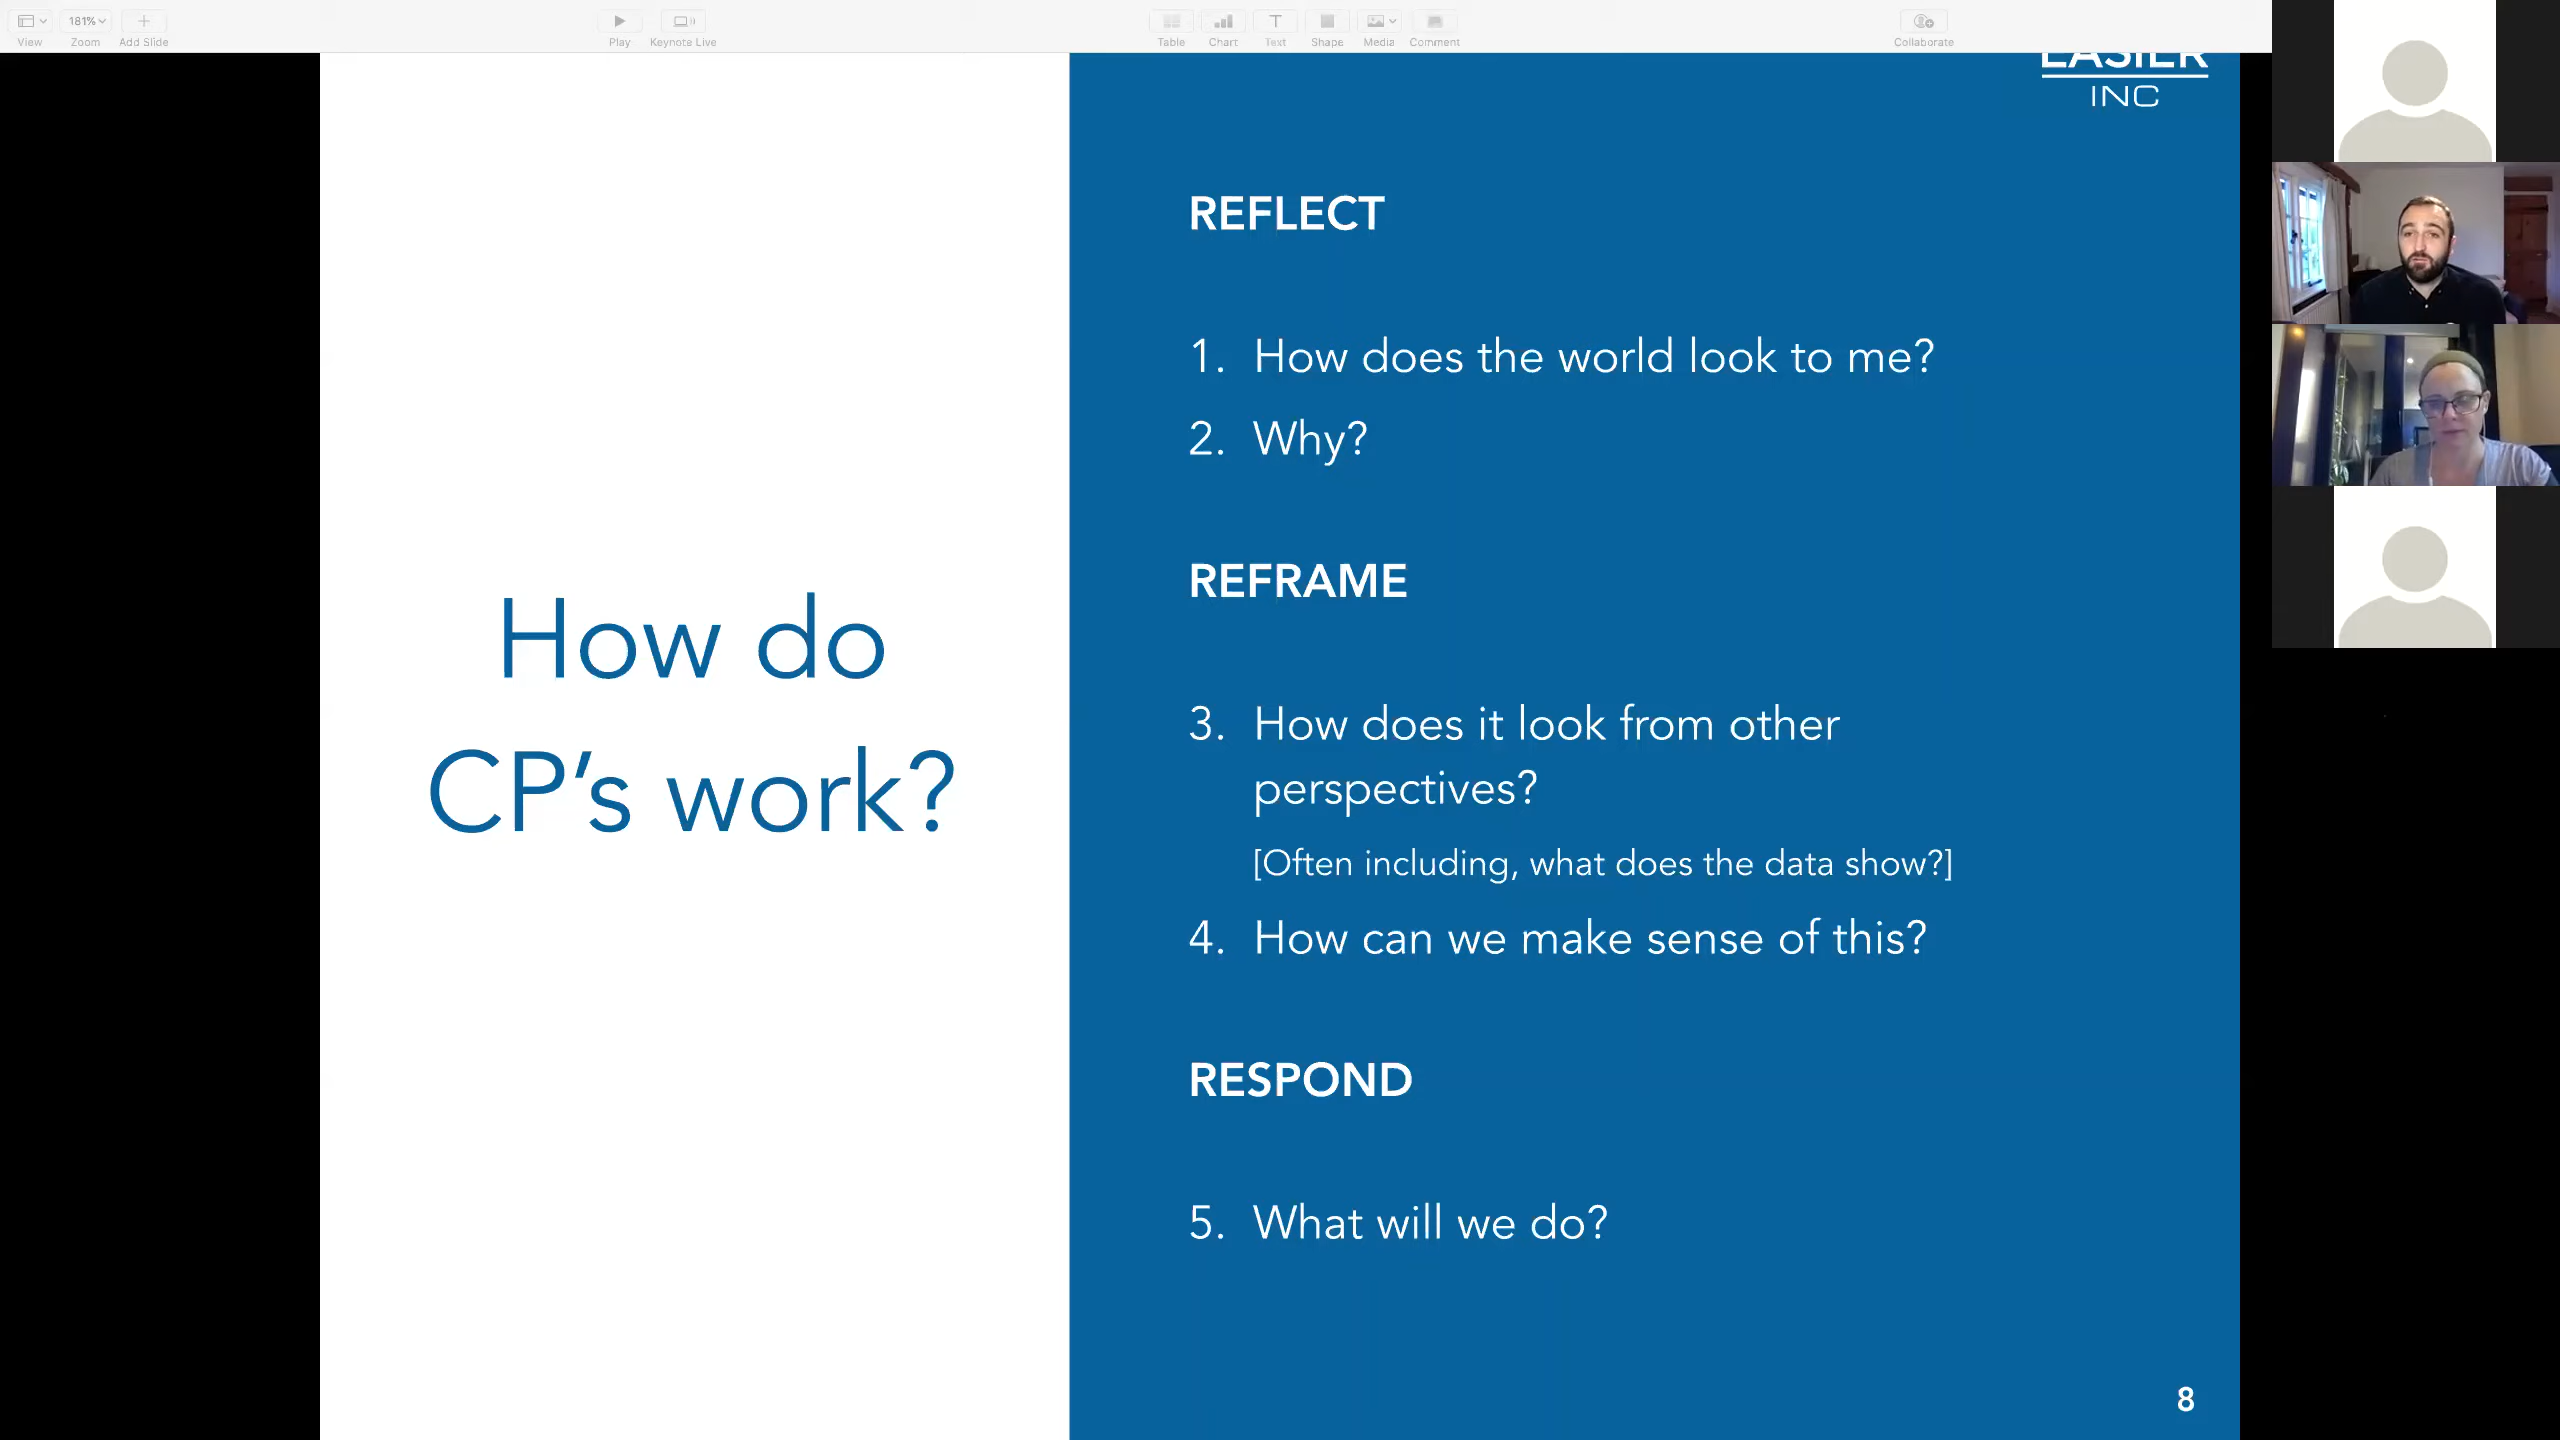 181%
View
Zoom
Add Slide
Play
Keynote Live
Table
Chart
Text
Shape
Media
Comment
Collaborate
EASIER
INC
How do
CP's work?
REFLECT
1. How does the world look to me?
2. Why?
REFRAME
3. How does it look from other
perspectives?
[Often including, what does the data show?]
4. How can we make sense of this?
RESPOND
5. What will we do?
8